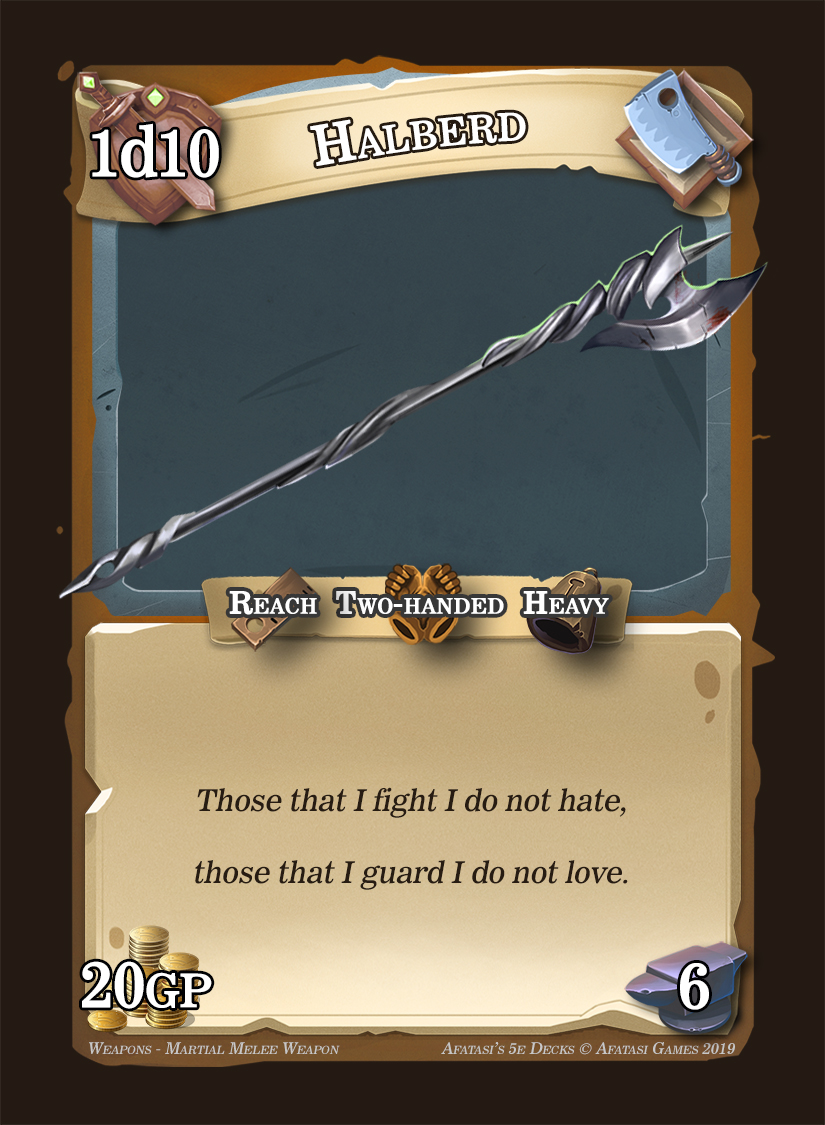 1d10
Halberd
Reach Two-handed Heavy
Those that I fight I do not hate,
those that I guard I do not love.
20GP
6
Weapons - Martial Melee Weapon
Afatasi's 5e Decks © Afatasi Games 2019